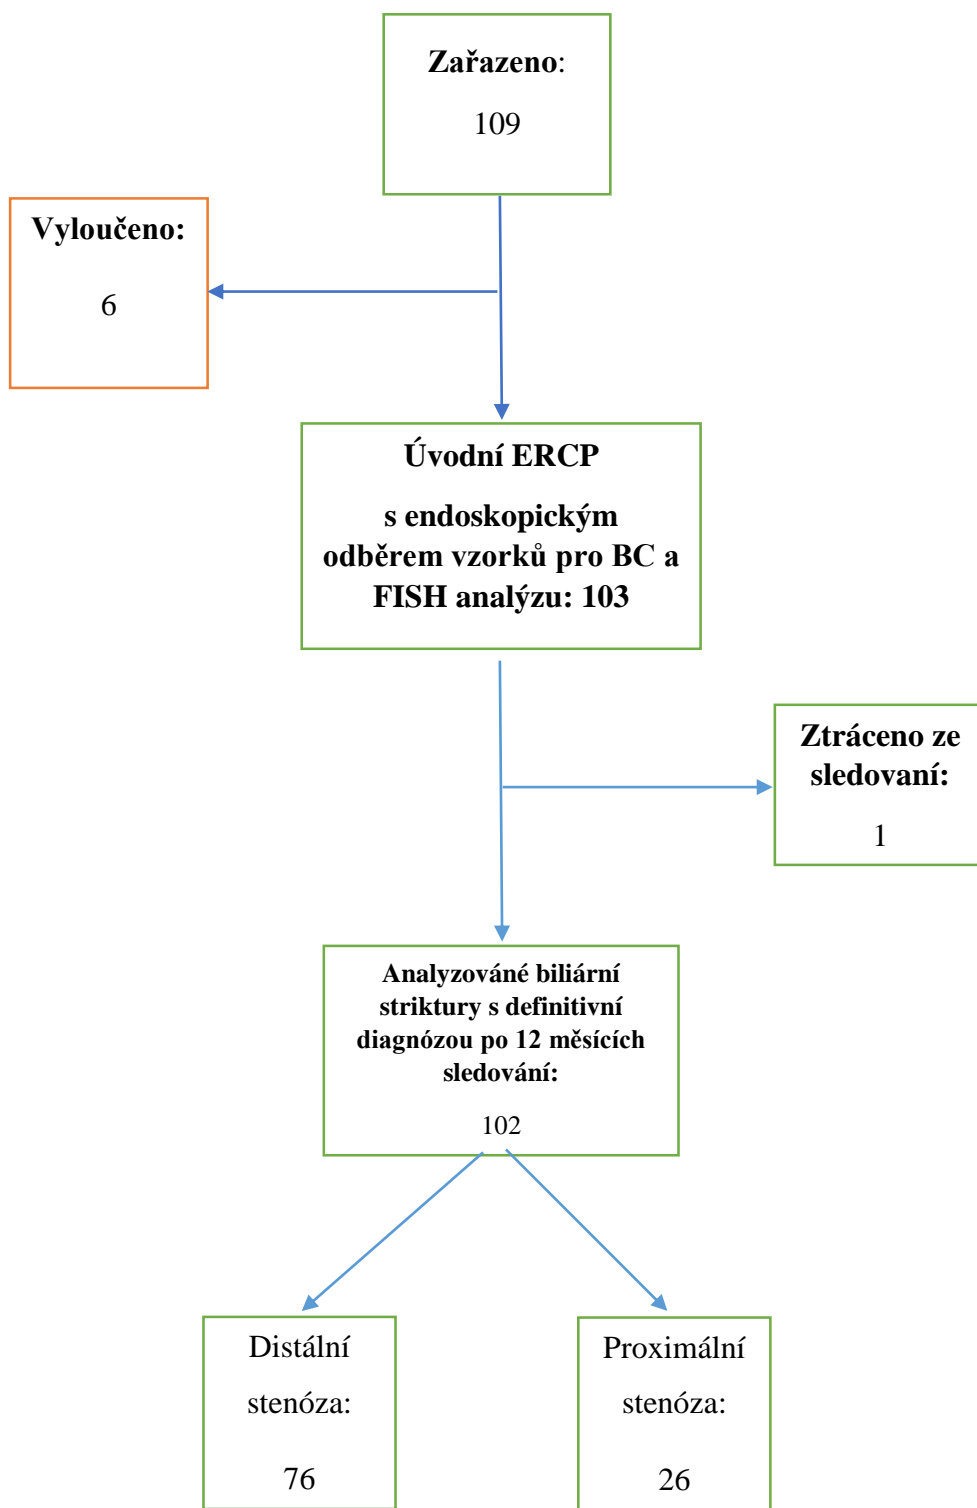 Zařazeno:
109
Vyloučeno:
6
Úvodní ERCP
s endoskopickým
odběrem vzorků pro BC a
FISH analýzu: 103
Ztráceno ze
sledovaní:
1
Analyzováné biliární
striktury s definitivní
diagnózou po 12 měsících
sledování:
102
Distální
stenóza:
76
Proximální
stenóza:
26